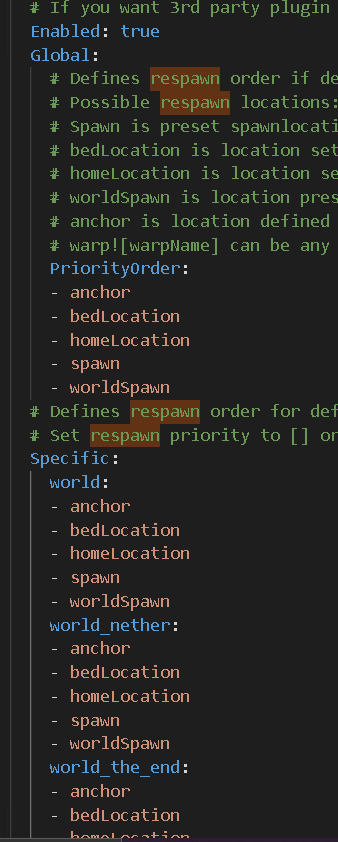 # If you want 3rd party plugin
Enabled: true
Global:
# Defines respawn order if de
# Possible respawn locations:
# Spawn is preset spawnlocati
# bedLocation is location set
# homeLocation is location se
# worldSpawn is location pres
# anchor is location defined
# warp![warpName] can be any
PriorityOrder:
- anchor
- bedLocation
- homeLocation
- spawn
- worldSpawn
# Defines respawn order for def
# Set respawn priority to [] or
Specific:
world:
- anchor
- bedLocation
- homeLocation
- spawn
- worldSpawn
world_nether:
- anchor
- bedLocation
- homeLocation
- spawn
- worldSpawn
world_the_end:
- anchor
- bedLocation
- homeLocation